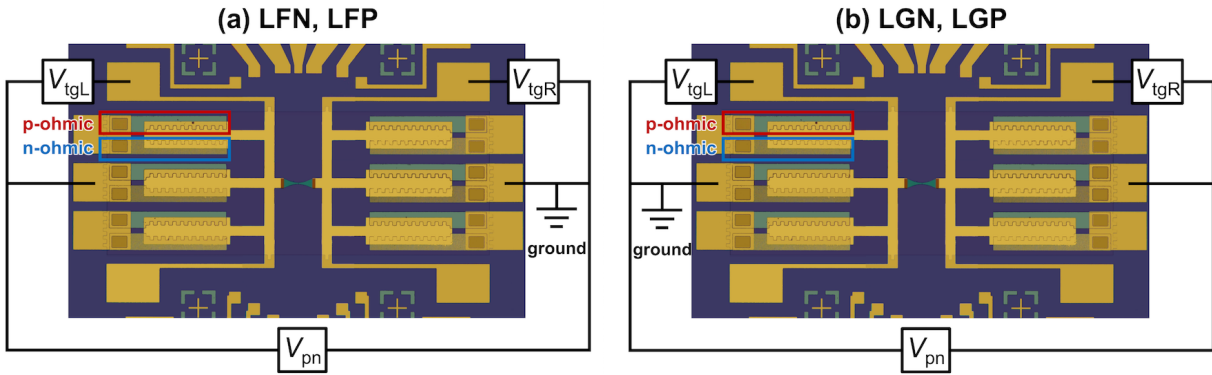 (a) LFN, LFP
VtgL
VtgR
p-ohmic
n-ohmic
ground
Vpn
(b) LGN, LGP
VtgL
VtgR
p-ohmic
n-ohmic
ground
Vpn